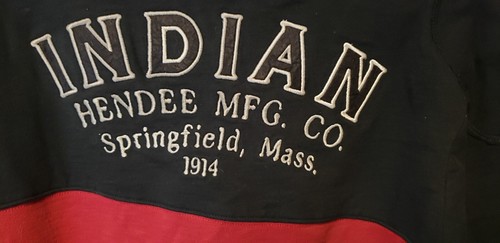 INDIAN
HENDEE MFG. CO.
Springfield, Mass.
1914